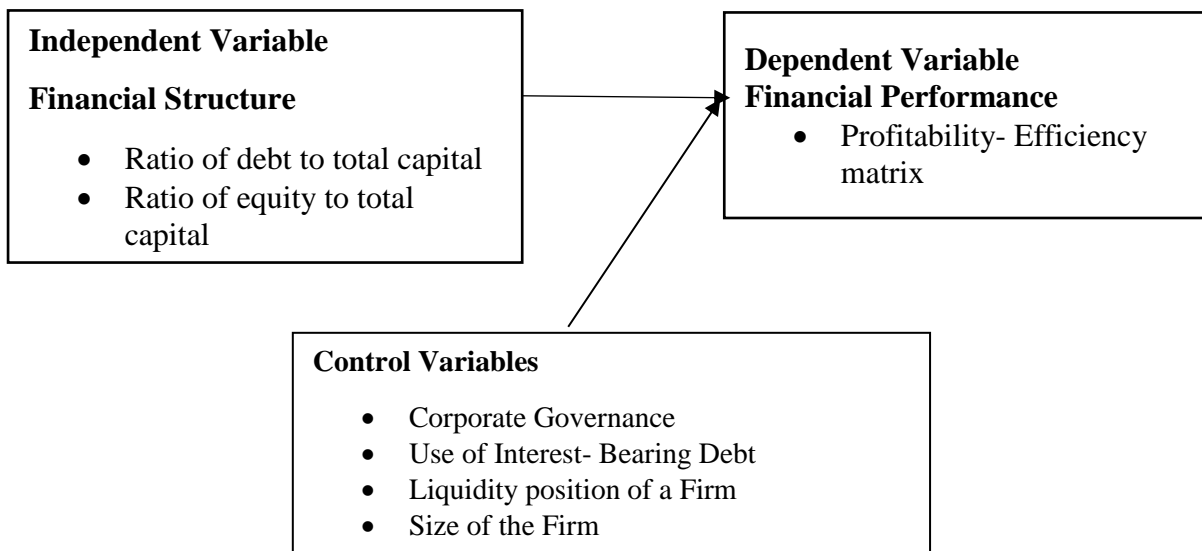 Independent Variable
Financial Structure
• Ratio of debt to total capital
• Ratio of equity to total
capital
Dependent Variable
Financial Performance
• Profitability- Efficiency
matrix
Control Variables
• Corporate Governance
• Use of Interest- Bearing Debt
• Liquidity position of a Firm
• Size of the Firm